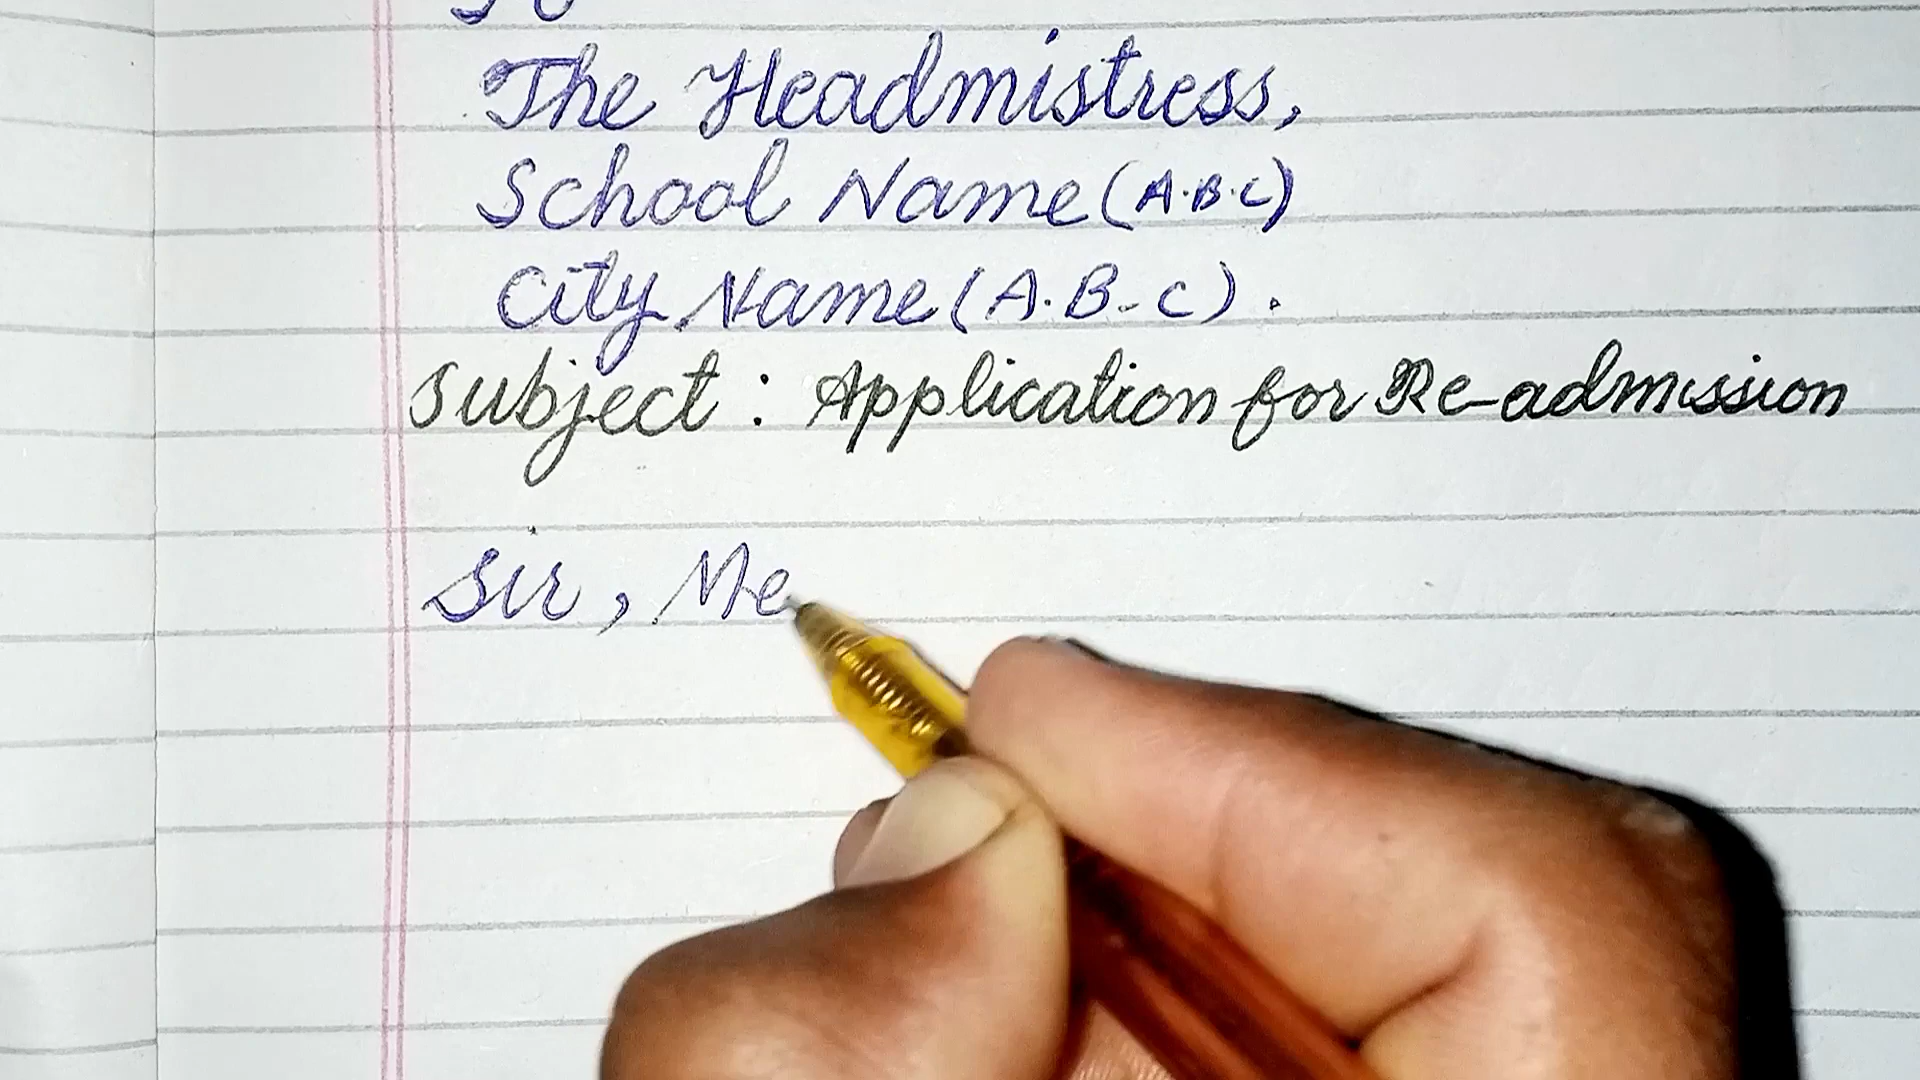 The Headmistress,
School Name (A.B.C)
City Name (A.B-C).
Subject: Application for Re-admission
Sir, Me